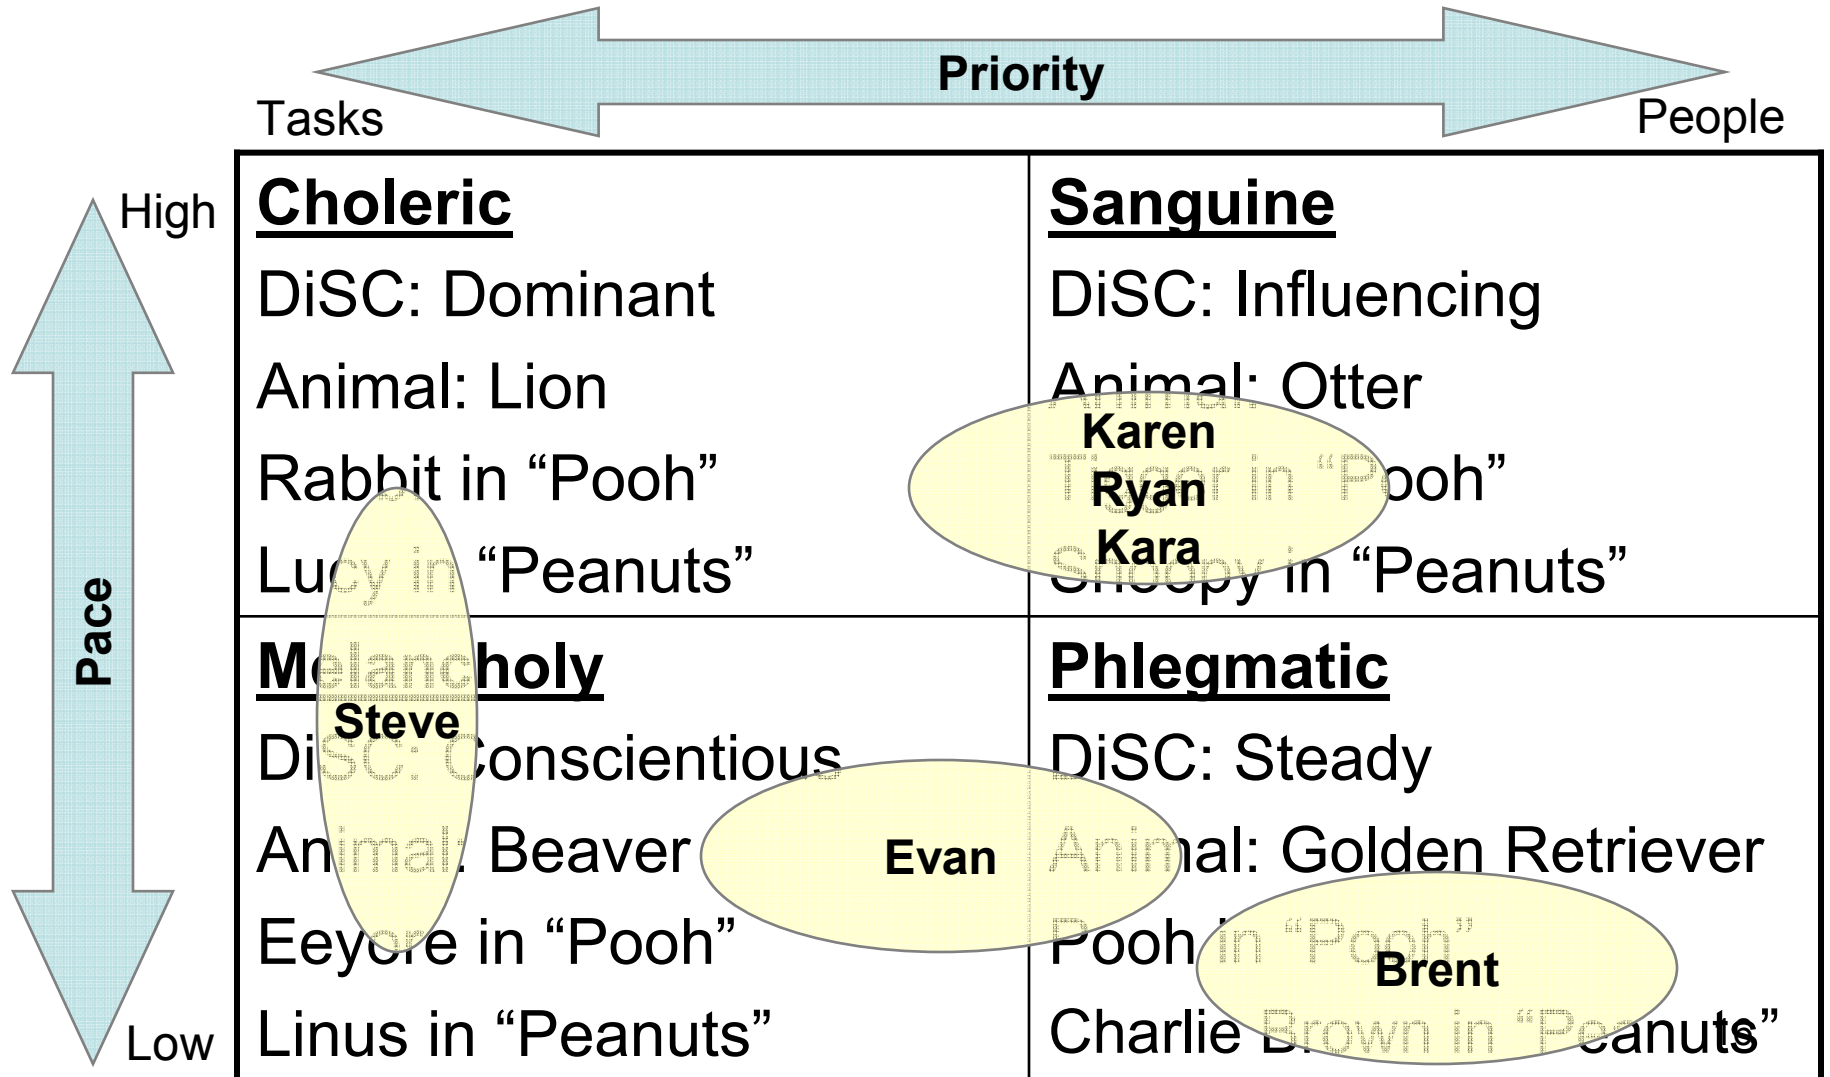 Priority
Tasks
People
High
Pace
Low
Choleric
DiSC: Dominant
Animal: Lion
Rabbit in “Pooh”
Lucy in “Peanuts”
Sanguine
DiSC: Influencing
Animal: Otter
Tigger in “Pooh”
Snoopy in “Peanuts”
Karen
Ryan
Kara
Melancholy
DiSC: Conscientious
Animal: Beaver
Eeyore in “Pooh”
Linus in “Peanuts”
Steve
Evan
Phlegmatic
DiSC: Steady
Animal: Golden Retriever
Pooh in “Pooh”
Charlie Brown in “Peanuts”
Brent